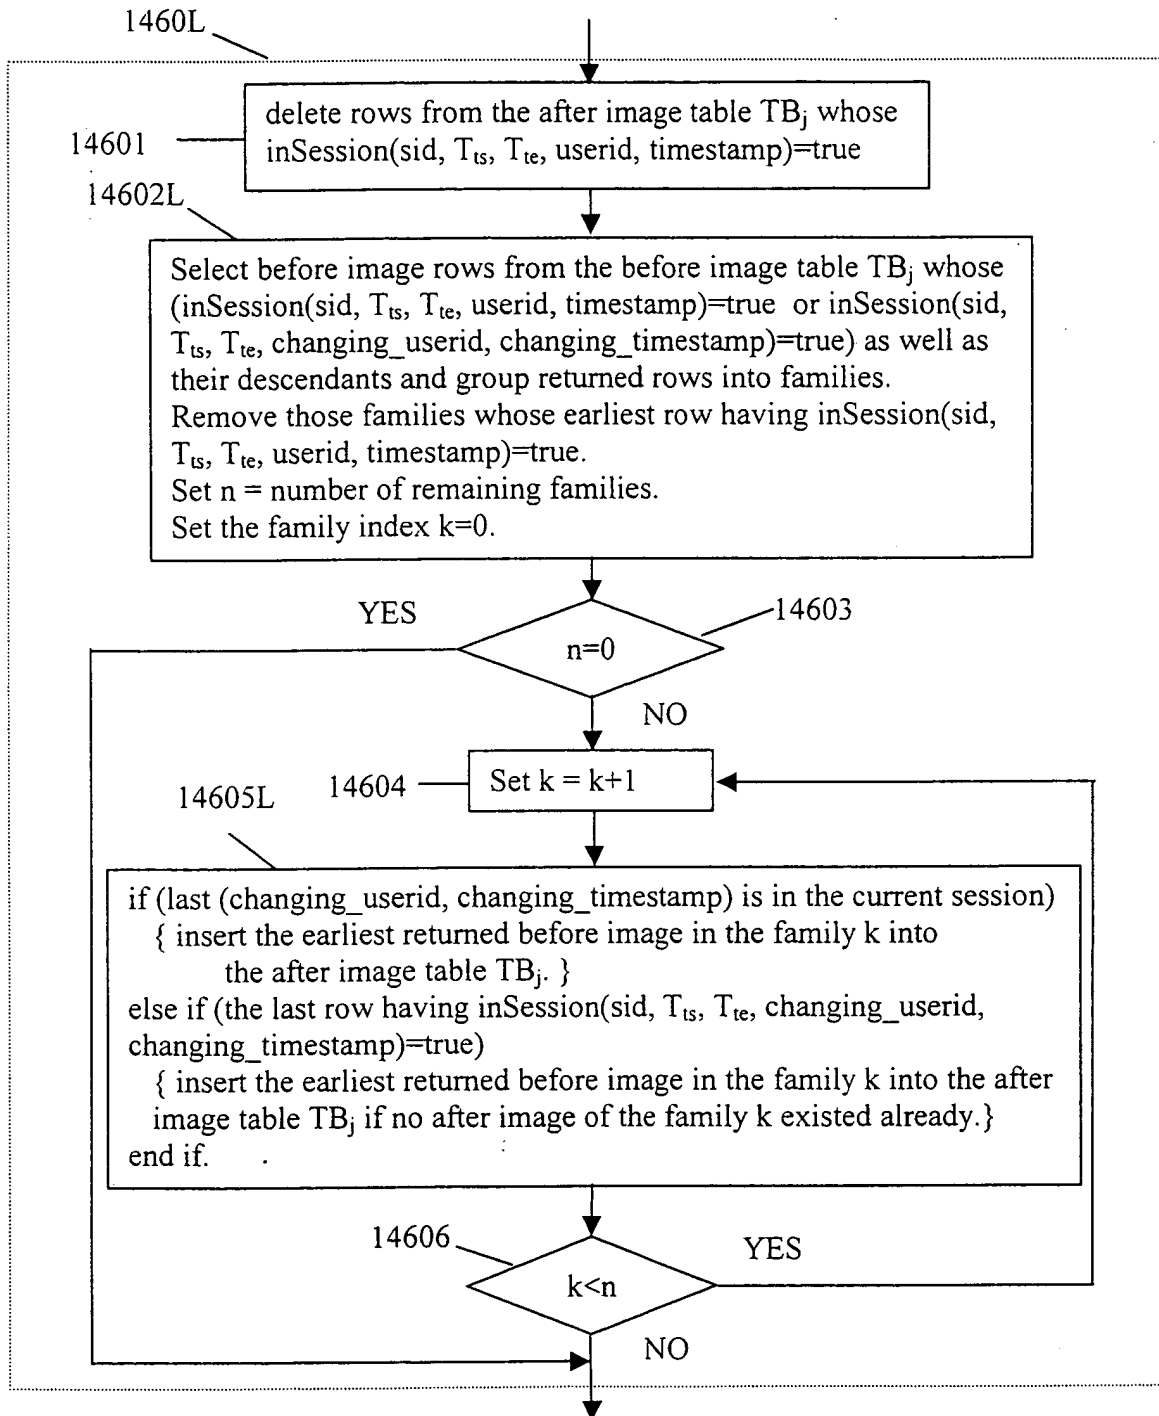 1460L
14601
delete rows from the after image table TBj whose
inSession(sid, Tts, Tte, userid, timestamp)=true
14602L
Select before image rows from the before image table TBj whose
(inSession(sid, Tts, Tte, userid, timestamp)=true or inSession(sid,
Tts, Tte, changing_userid, changing_timestamp)=true) as well as
their descendants and group returned rows into families.
Remove those families whose earliest row having inSession(sid,
Tts, Tte, userid, timestamp)=true.
Set n = number of remaining families.
Set the family index k=0.
YES
14603
n=0
NO
14604
Set k = k+1
14605L
if (last (changing_userid, changing_timestamp) is in the current session)
{ insert the earliest returned before image in the family k into
the after image table TBj. }
else if (the last row having inSession(sid, Tts, Tte, changing_userid,
changing_timestamp)=true)
{ insert the earliest returned before image in the family k into the after
image table TBj if no after image of the family k existed already.}
end if.
14606
YES
k<n
NO